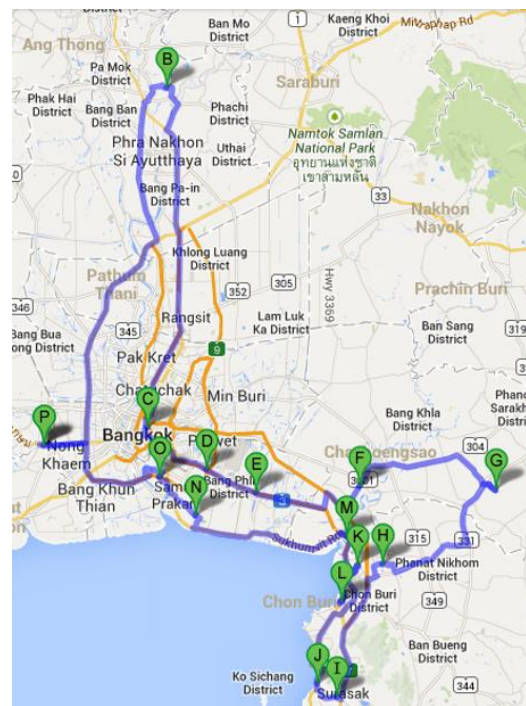 District
Ban Mo
District
Kaeng Khoi
District
Mittraphap Rd
1
Ang Thong
B
Pa Mok
District
Saraburi
Phak Hai
District
Bang Ban
District
Phachi
District
Phra Nakhon
Si Ayutthaya
Uthai
District
Namtok Samlan
National Park
อุทยานแห่งชาติ
เขาสามหลั่น
Bang Pa-in
District
33
33
Nakhon
Nayok
Khlong Luang
District
Hwy 3369
Pathum
Thani
352
305
Prachin Buri
346
Rangsit
345
Lam Luk
Ka District
Ban Sang
District
319
Bang Bua
ong District
Pak Kret
9
Min Buri
P
C
Bangkok
Bang Khla
District
304
Nong
Khaem
O
D
E
F
G
Bang Khun
Thian
Bang Phli
District
N
M
Sukhumvit Rd
K
H
315
331
Phanat Nikhom
District
L
Chon Buri
Chon Buri
District
349
J
I
Ban Bueng
District
Ko Sichang
District
Surasak
344